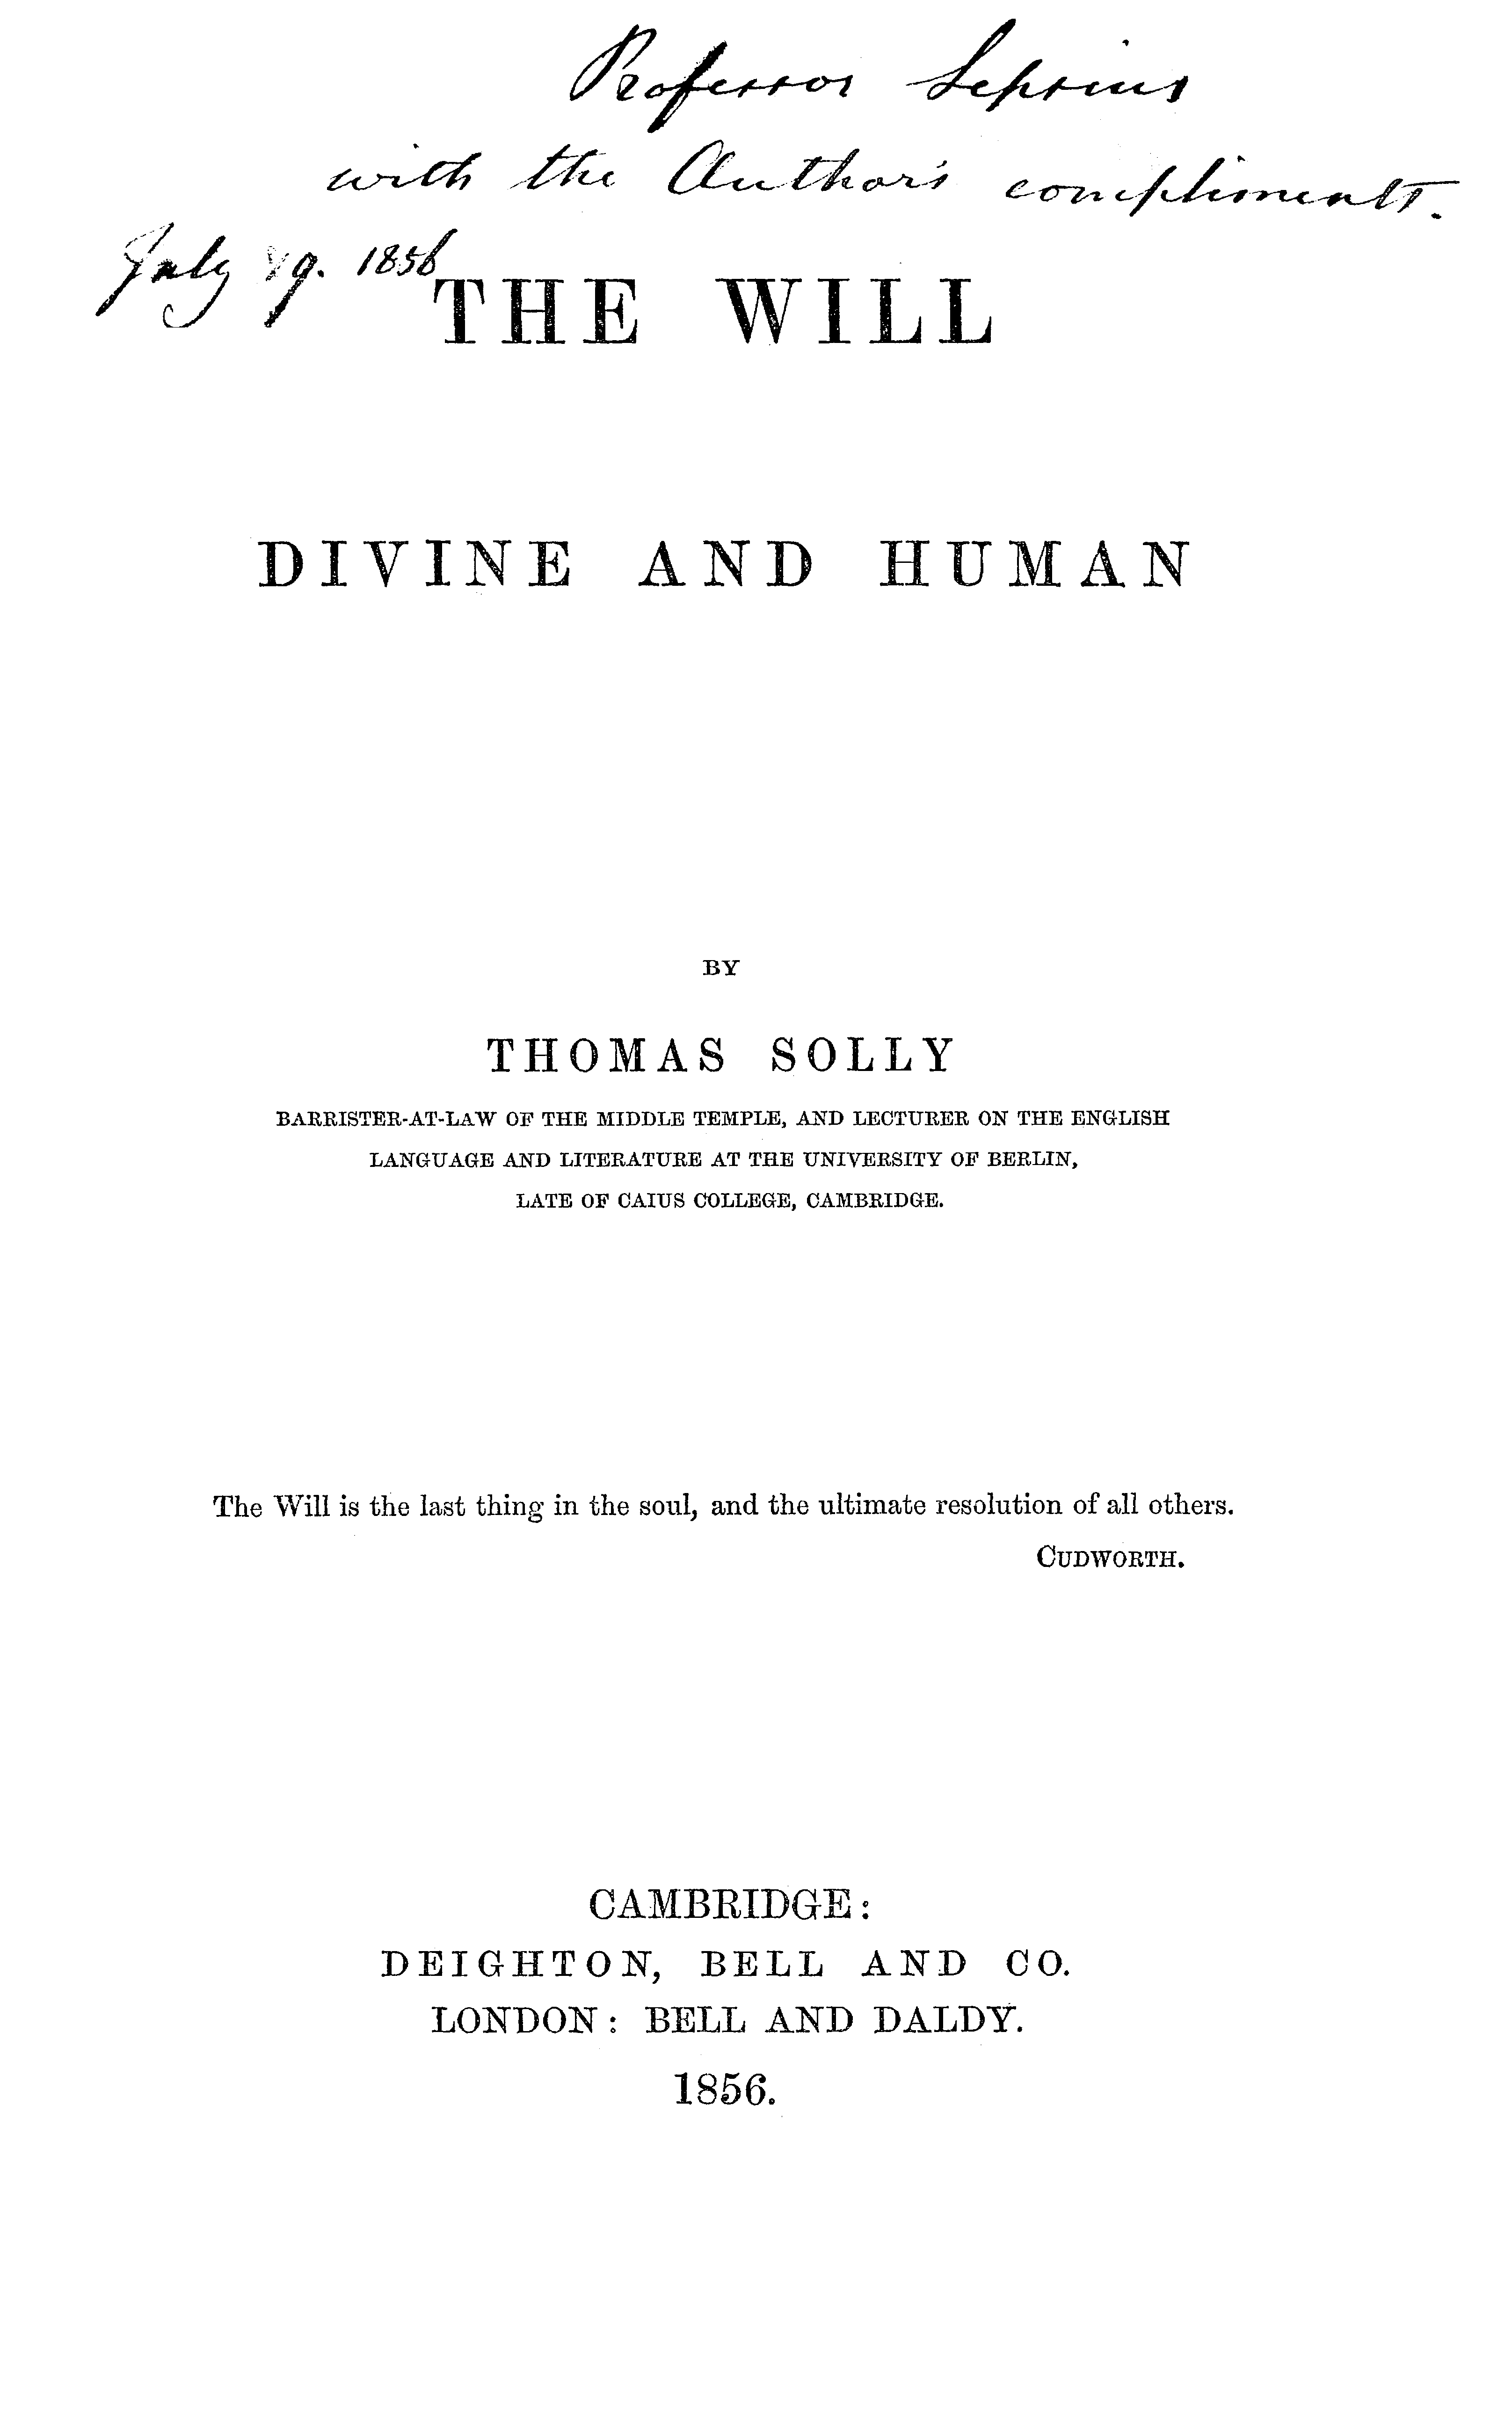 Professor Lepsius
with the Author's compliments.
July 1856
THE WILL
DIVINE AND HUMAN
BY
THOMAS SOLLY
BARRISTER-AT-LAW OF THE MIDDLE TEMPLE, AND LECTURER ON THE ENGLISH
LANGUAGE AND LITERATURE AT THE UNIVERSITY OF BERLIN,
LATE OF CAIUS COLLEGE, CAMBRIDGE.
The Will is the last thing in the soul, and the ultimate resolution of all others.
CUDWORTH.
CAMBRIDGE:
DEIGHTON, BELL AND CO.
LONDON: BELL AND DALDY.
1856.